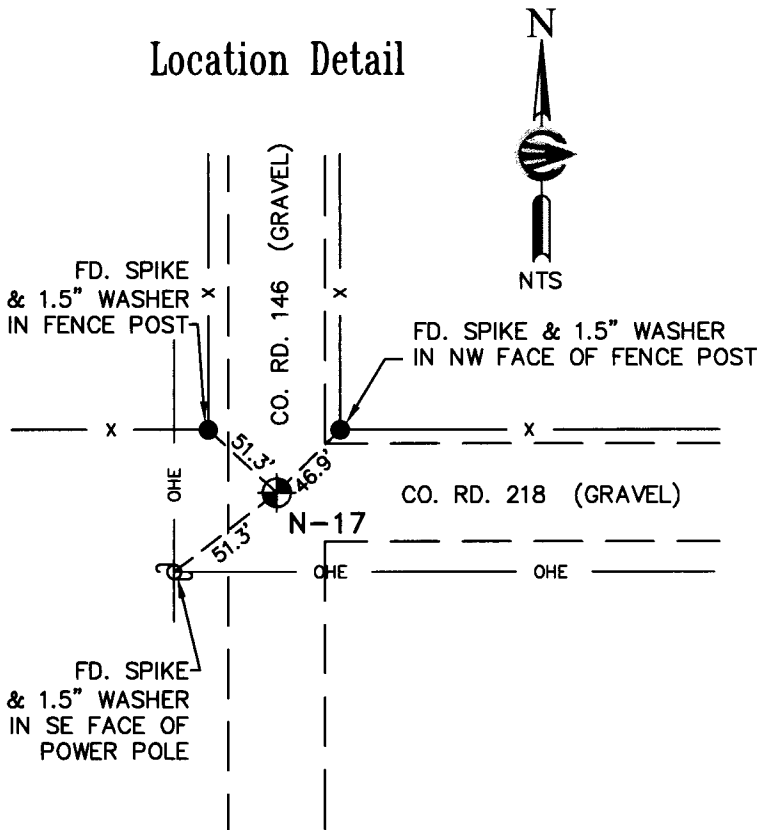 Location Detail
N
NTS
CO. RD. 146 (GRAVEL)
FD. SPIKE
& 1.5" WASHER
IN FENCE POST
X
X
FD. SPIKE & 1.5" WASHER
IN NW FACE OF FENCE POST
X
X
51.3'
46.9'
OHE
CO. RD. 218 (GRAVEL)
N-17
51.3'
OHE
OHE
FD. SPIKE
& 1.5" WASHER
IN SE FACE OF
POWER POLE